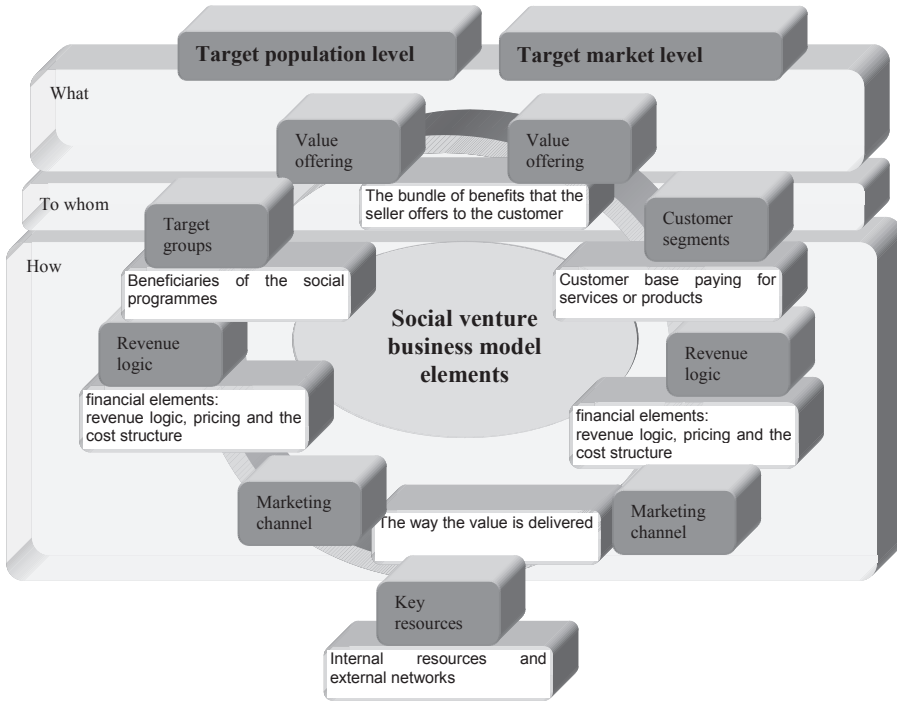 Target population level
Target market level
What
Value
offering
Value
offering
The bundle of benefits that the
seller offers to the customer
To whom
Target
groups
Customer
segments
How
Beneficiaries of the social
programmes
Customer base paying for
services or products
Social venture
business model
elements
Revenue
logic
Revenue
logic
financial elements:
revenue logic, pricing and the
cost structure
financial elements:
revenue logic, pricing and the
cost structure
Marketing
channel
The way the value is delivered
Marketing
channel
Key
resources
Internal resources and
external networks